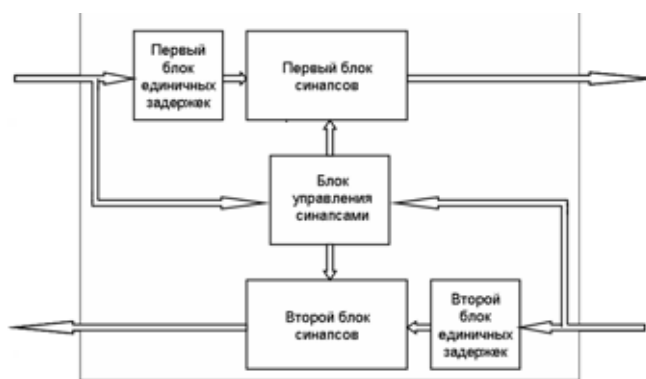 Первый
блок
единичных
задержек
Первый блок
синапсов
Блок
управления
синапсами
Второй блок
синапсов
Второй
блок
единичных
задержек